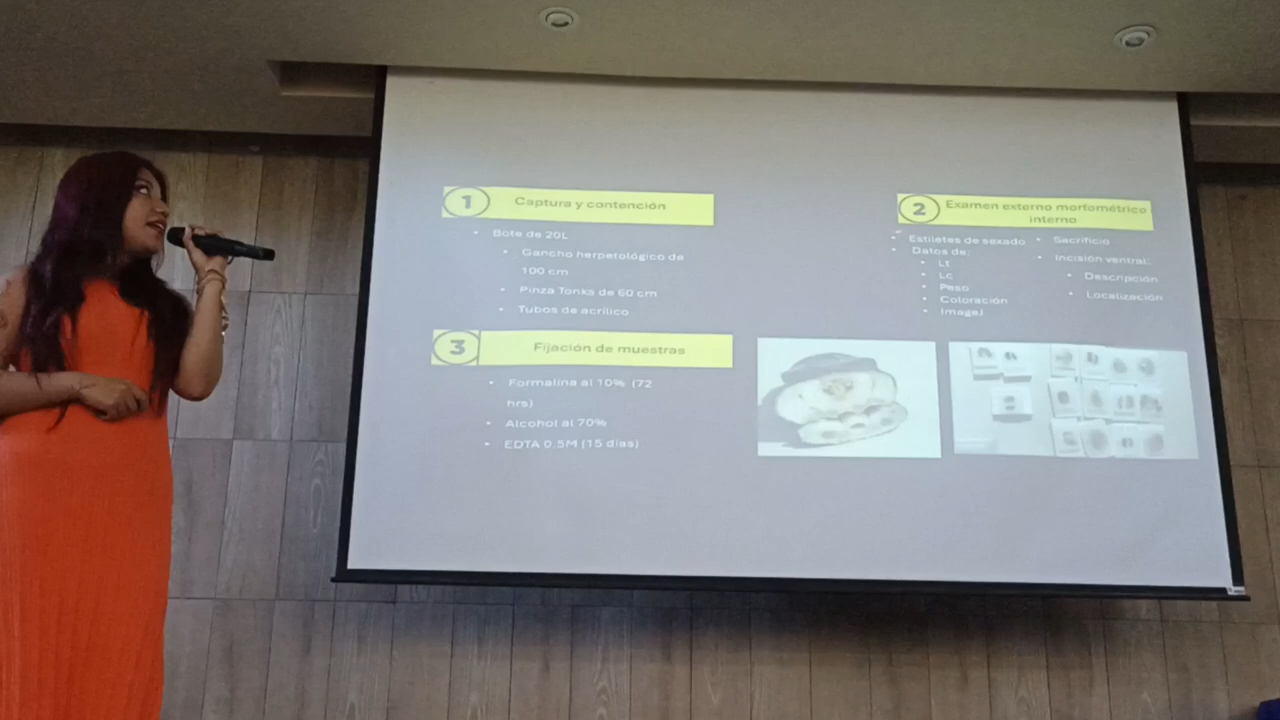 1
Captura y contención
• Bote de 20L
• Gancho herpetológico de
100 cm
• Pinza Tonks de 60 cm
• Tubos de acrílico
2
Examen externo morfométrico
interno
• Estiletes de sexado
• Datos de:
• Lt
• Lc
• Peso
• Coloración
• ImageJ
• Sacrificio
• Incisión ventral:
• Descripción
• Localización
3
Fijación de muestras
• Formalina al 10% (72
hrs)
• Alcohol al 70%
• EDTA 0.5M (15 días)